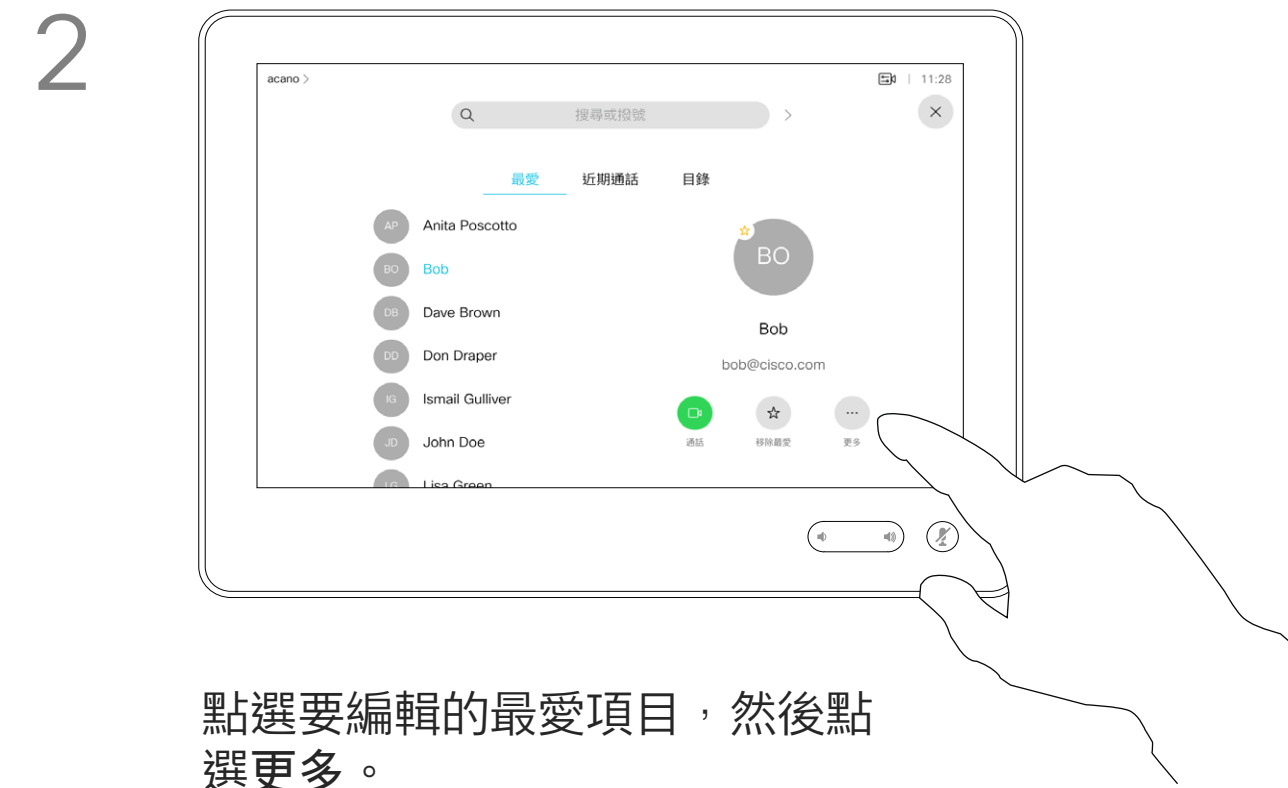 2
acano >
11:28
搜尋或撥號
最愛 近期通話 目錄
AP Anita Poscotto
BO Bob
DB Dave Brown
DD Don Draper
IG Ismail Gulliver
JD John Doe
LG Lisa Green
BO
Bob
bob@cisco.com
通話 移除最愛 更多
點選要編輯的最愛項目，然後點
選更多。